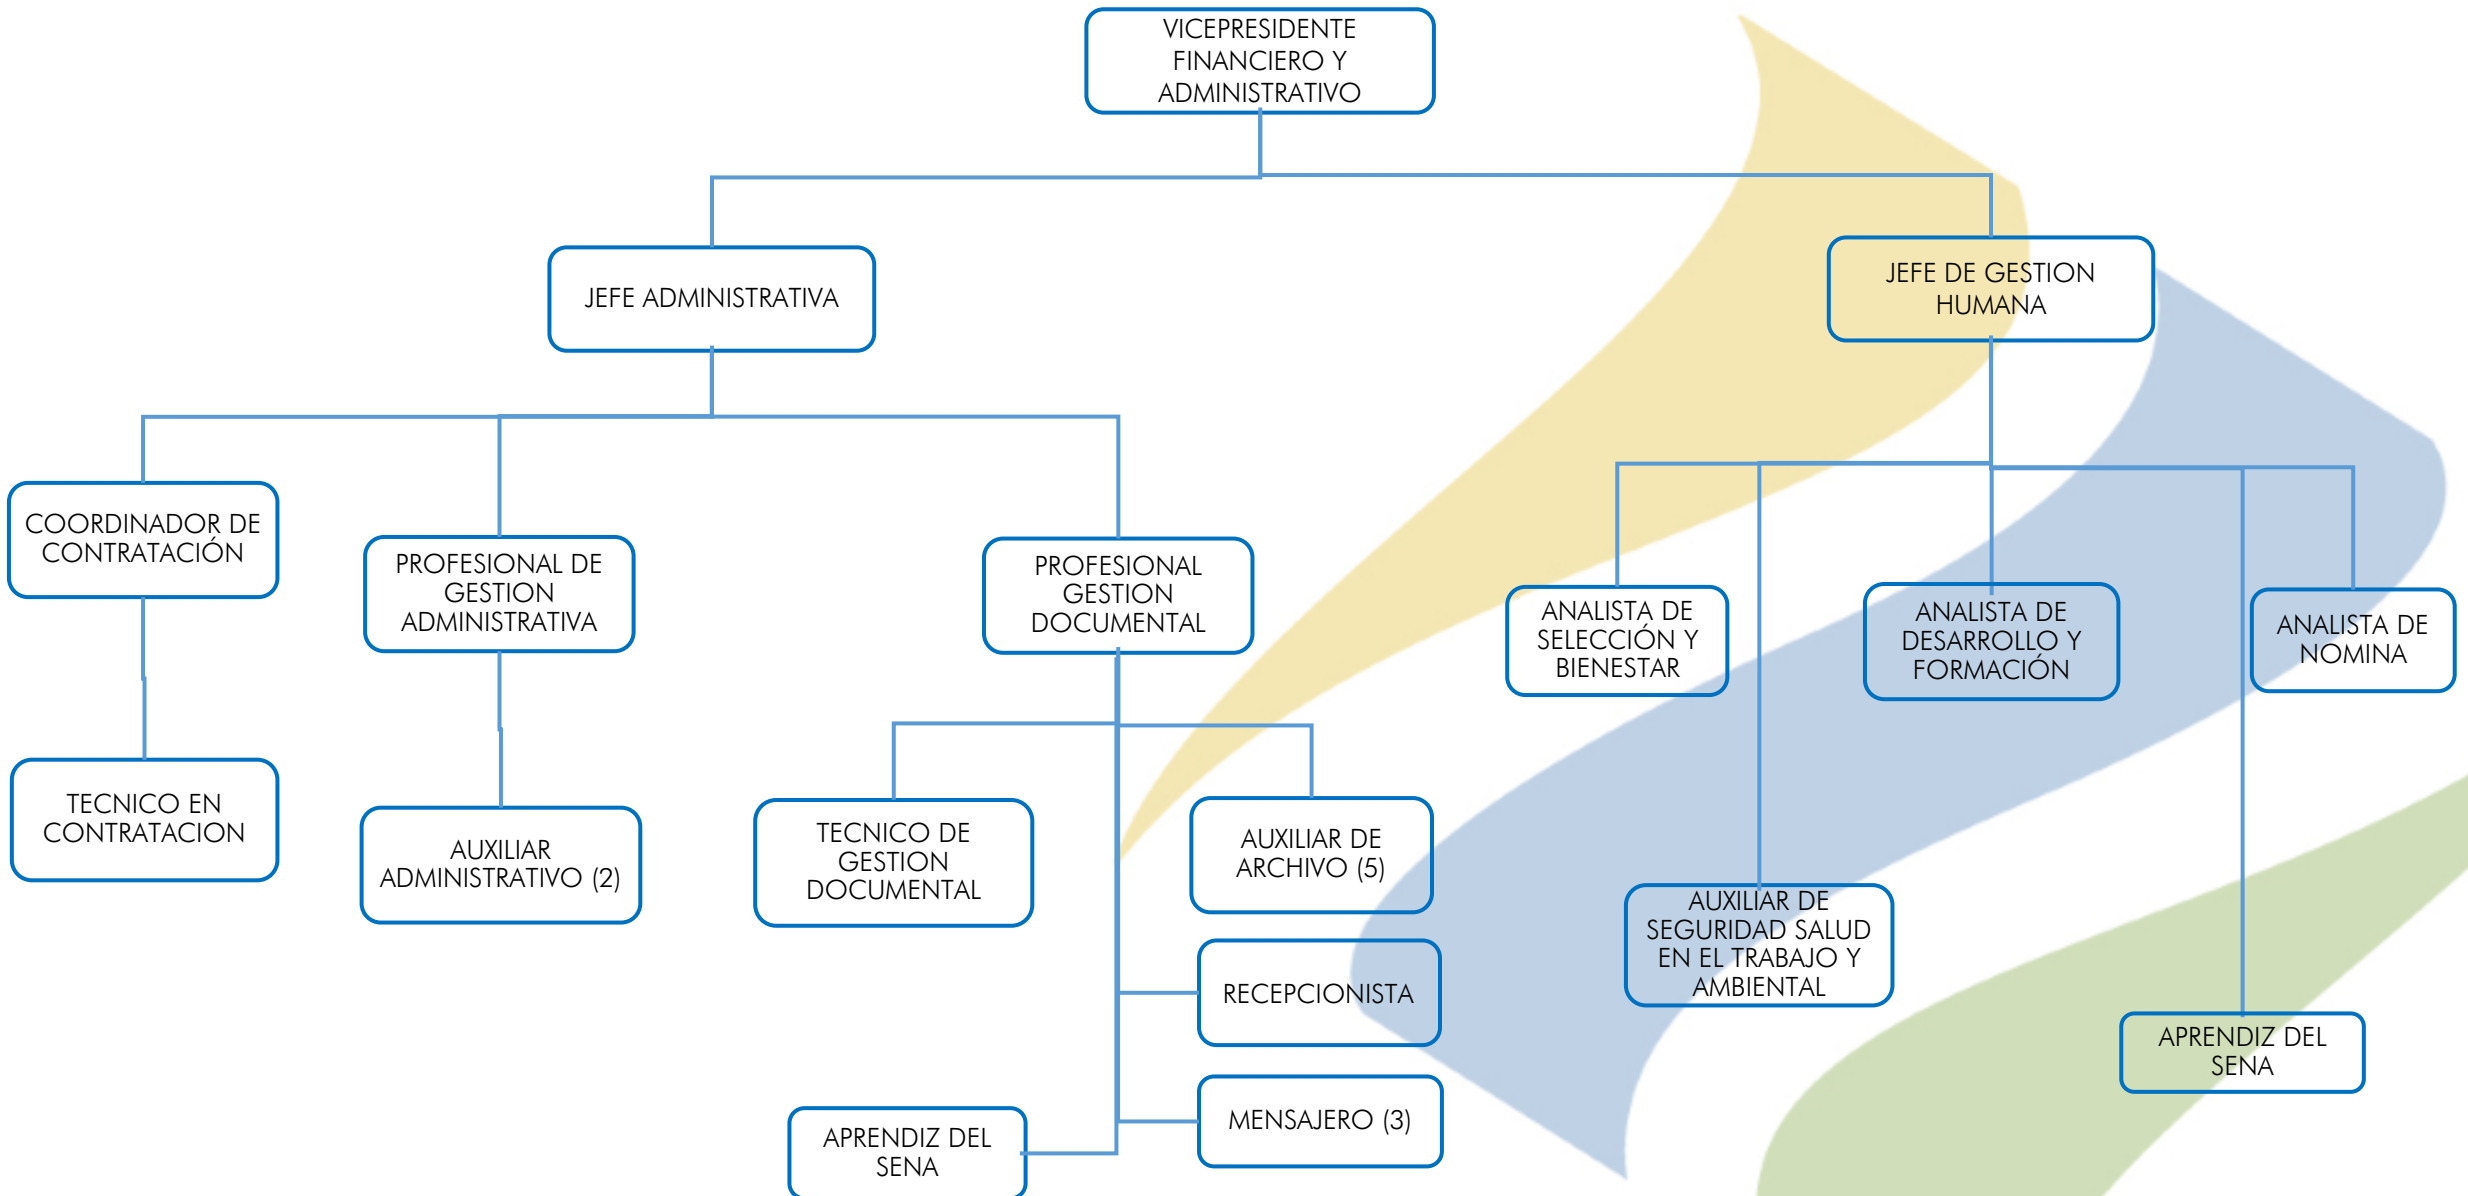 VICEPRESIDENTE
FINANCIERO Y
ADMINISTRATIVO
JEFE ADMINISTRATIVA
JEFE DE GESTION
HUMANA
COORDINADOR DE
CONTRATACIÓN
PROFESIONAL DE
GESTION
ADMINISTRATIVA
PROFESIONAL
GESTION
DOCUMENTAL
ANALISTA DE
SELECCIÓN Y
BIENESTAR
ANALISTA DE
DESARROLLO Y
FORMACIÓN
ANALISTA DE
NOMINA
TECNICO EN
CONTRATACION
AUXILIAR
ADMINISTRATIVO (2)
TECNICO DE
GESTION
DOCUMENTAL
AUXILIAR DE
ARCHIVO (5)
AUXILIAR DE
SEGURIDAD SALUD
EN EL TRABAJO Y
AMBIENTAL
RECEPCIONISTA
APRENDIZ DEL
SENA
MENSAJERO (3)
APRENDIZ DEL
SENA